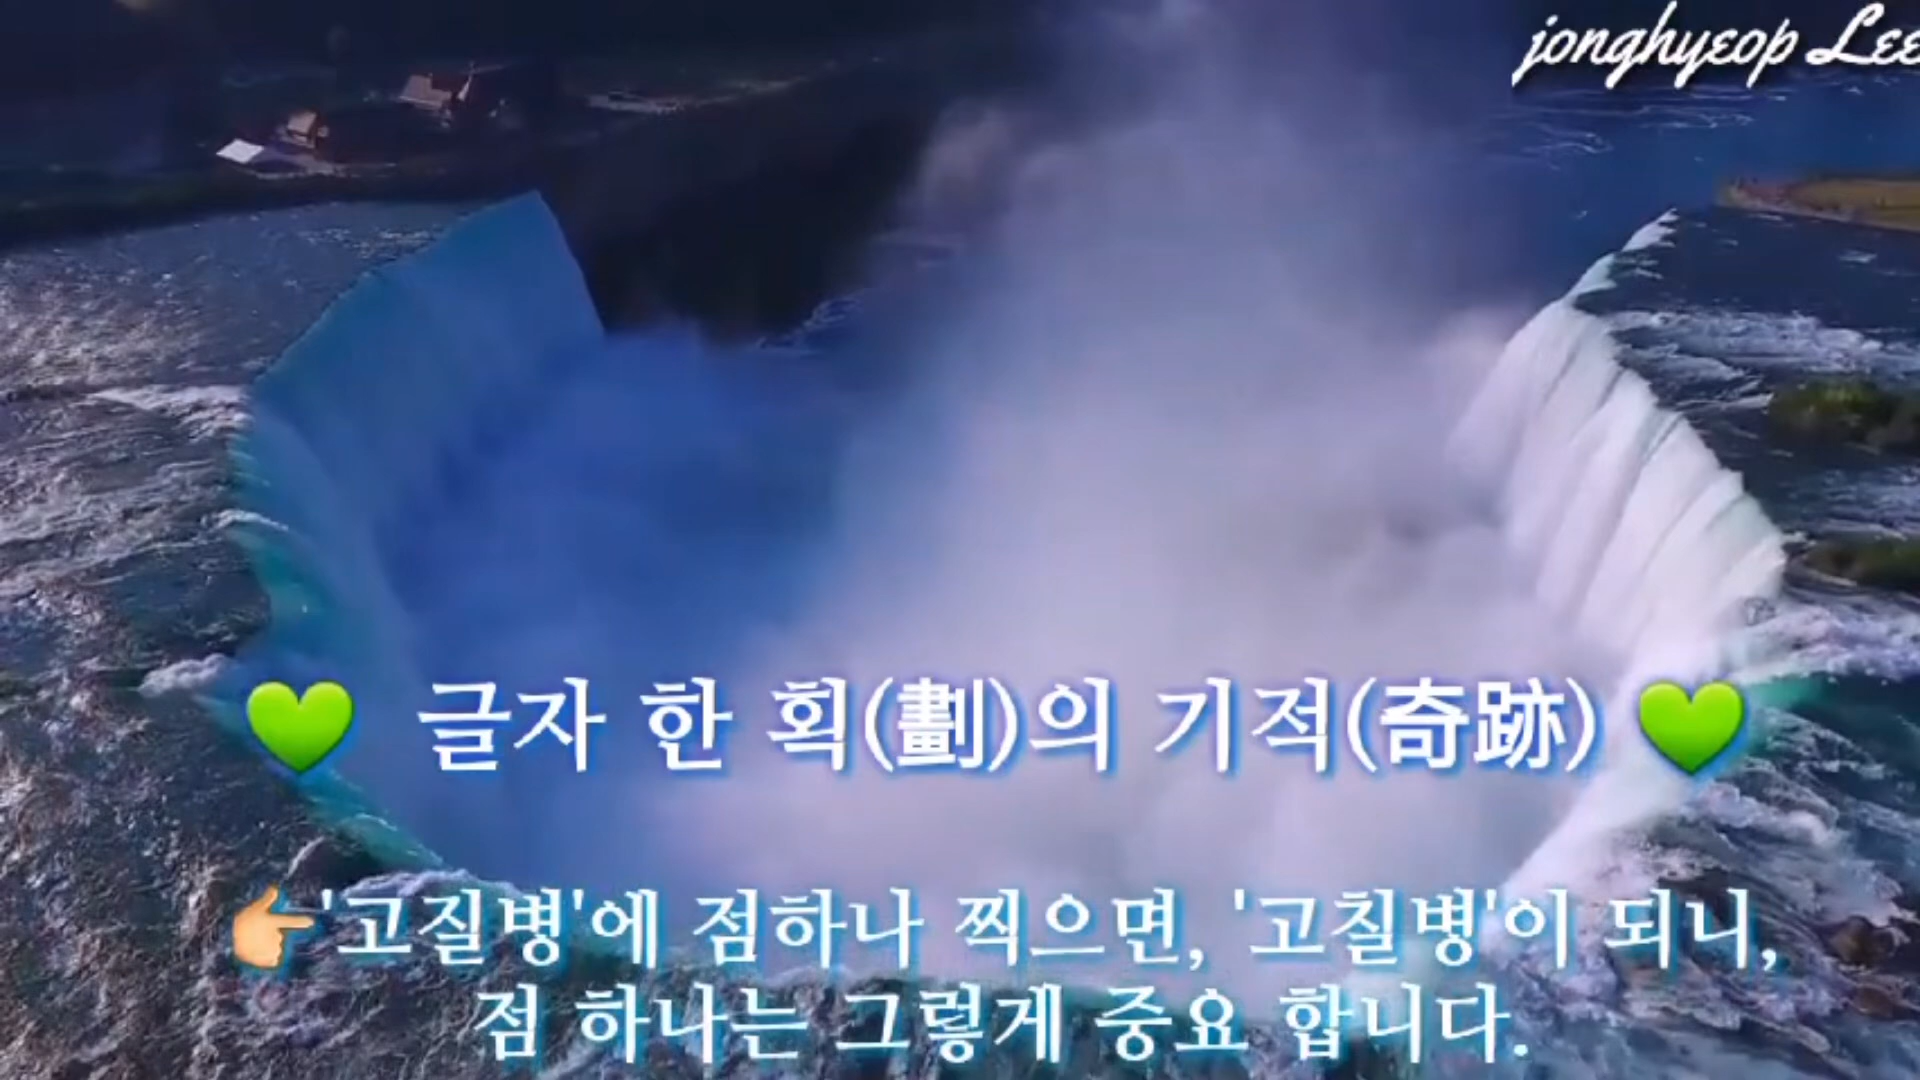 jonghyeop Lee
💚 글자 한 획(劃)의 기적(奇跡) 💚
👉'고질병'에 점하나 찍으면, '고칠병'이 되니,
점 하나는 그렇게 중요 합니다.